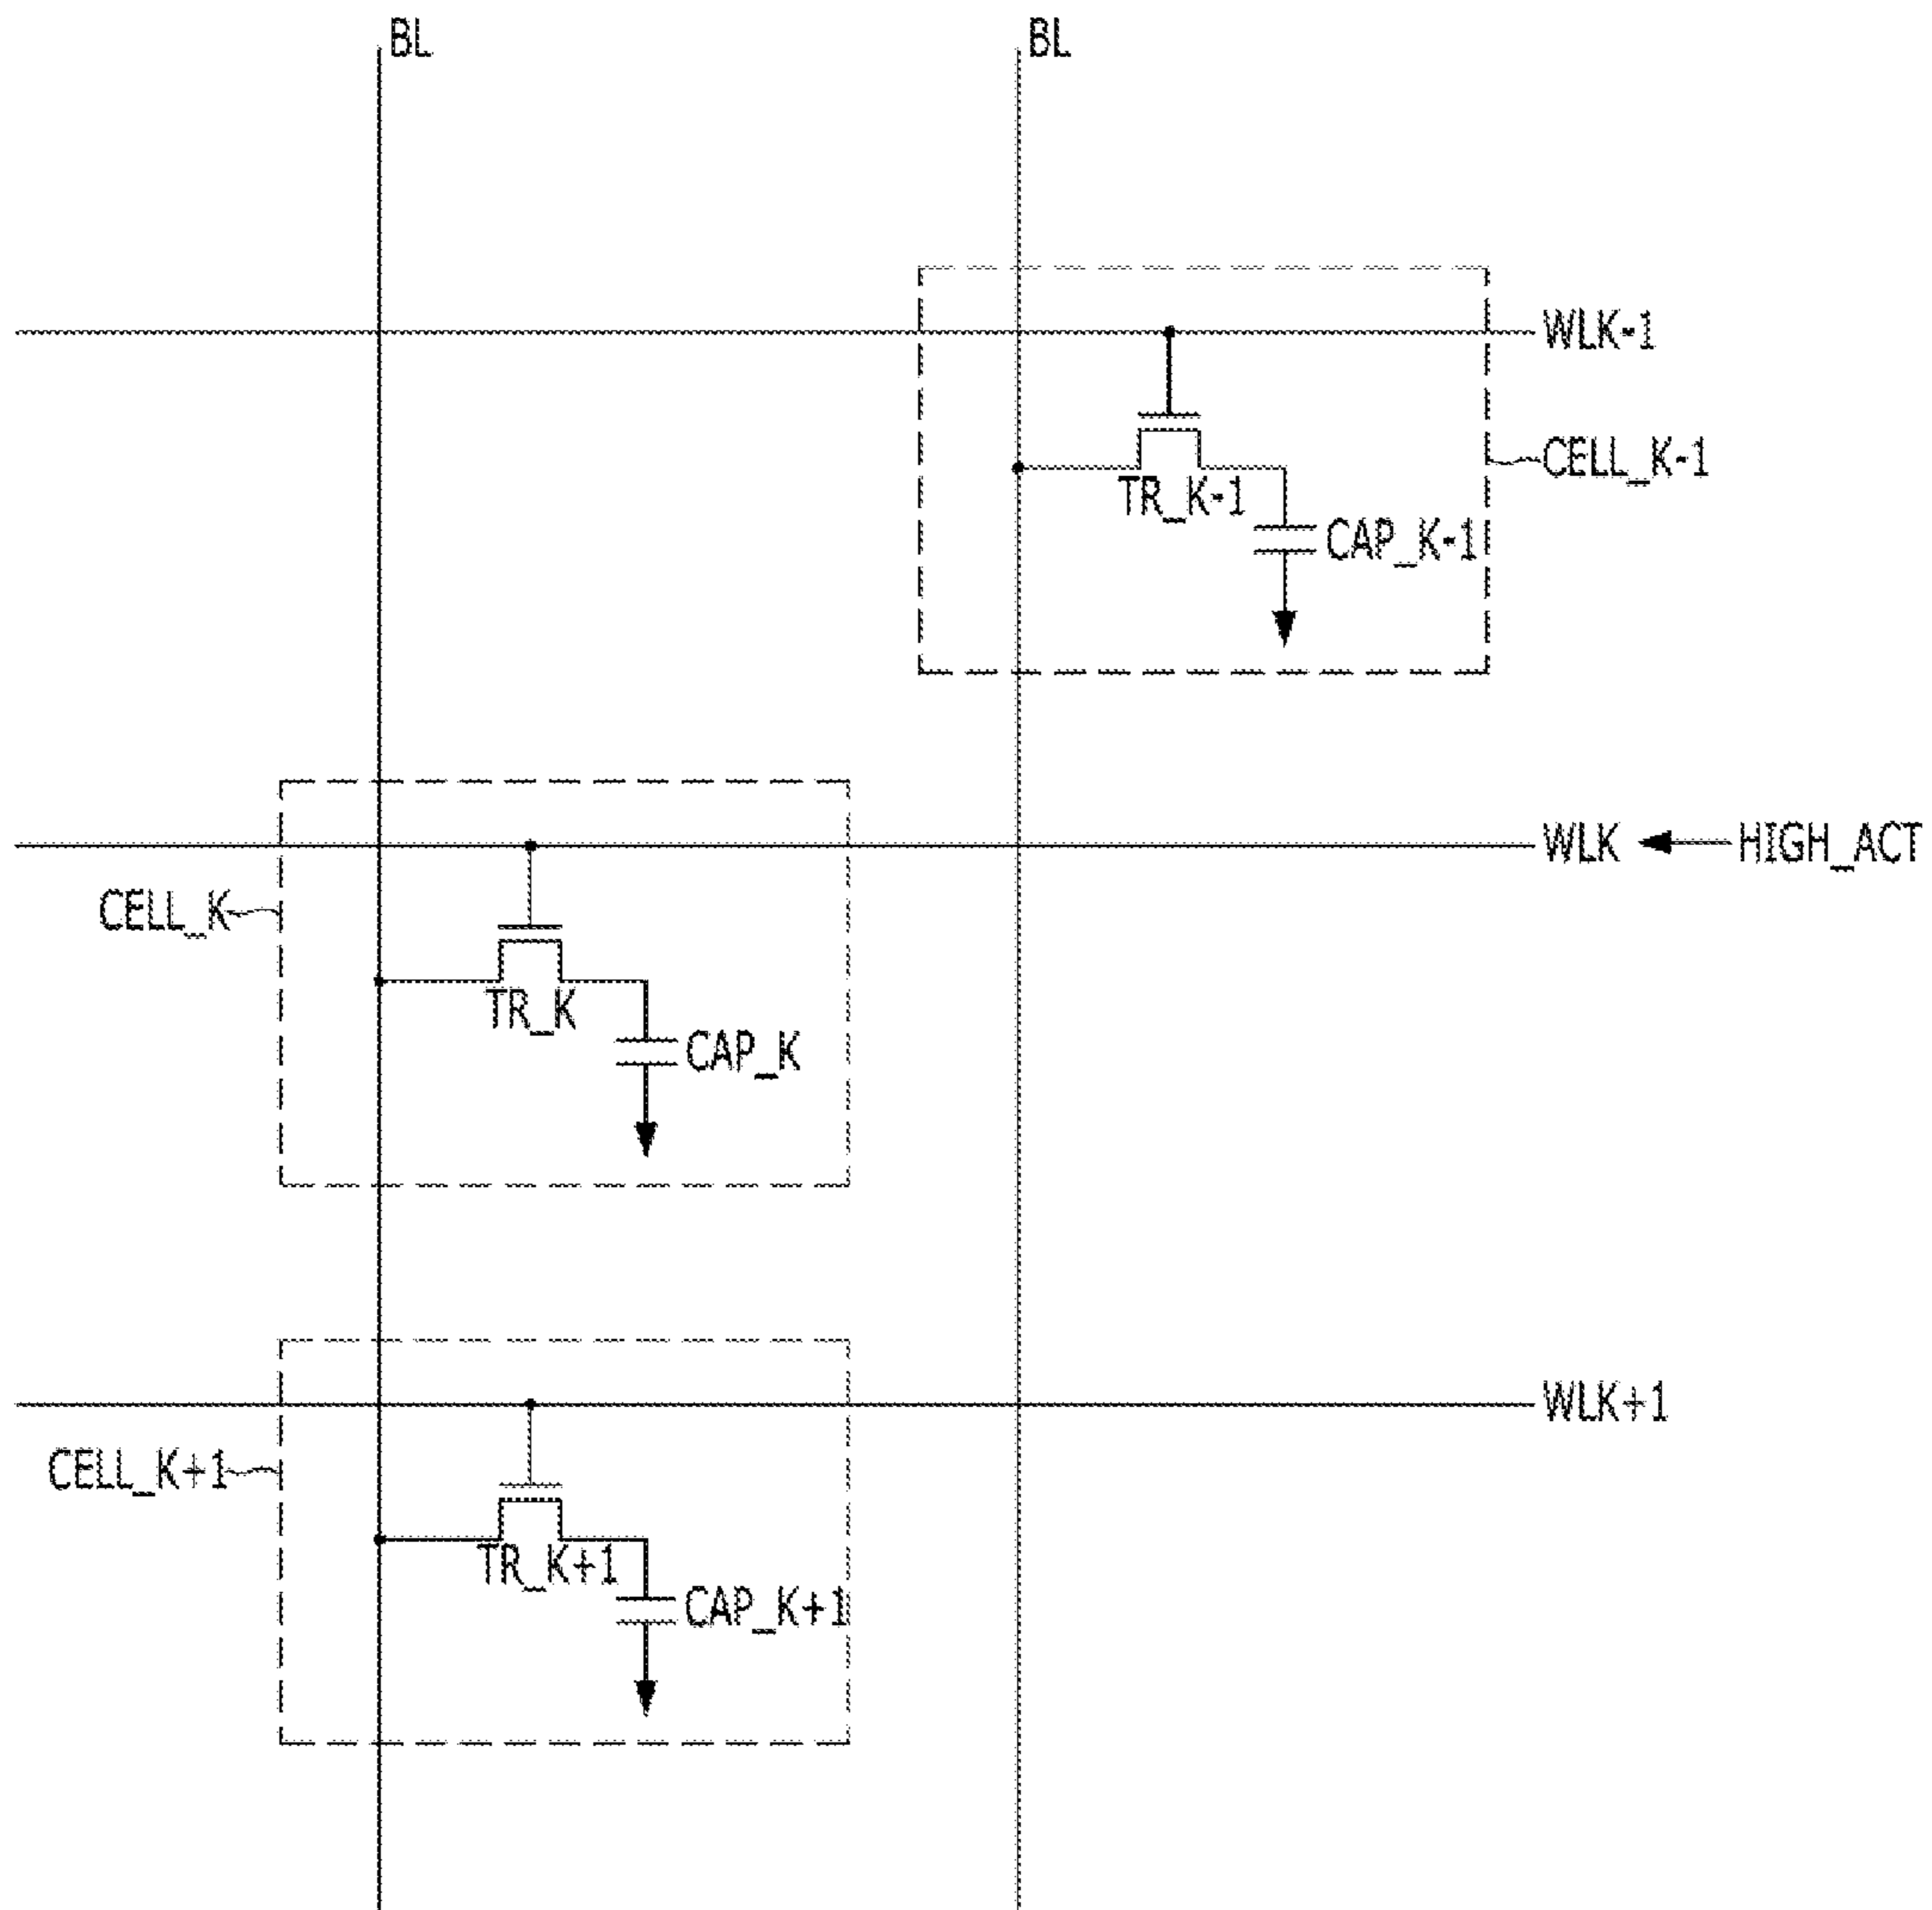 BL
BL
WLK-1
CELL_K-1
TR_K-1
CAP_K-1
WLK
HIGH_ACT
CELL_K
TR_K
CAP_K
WLK+1
CELL_K+1
TR_K+1
CAP_K+1